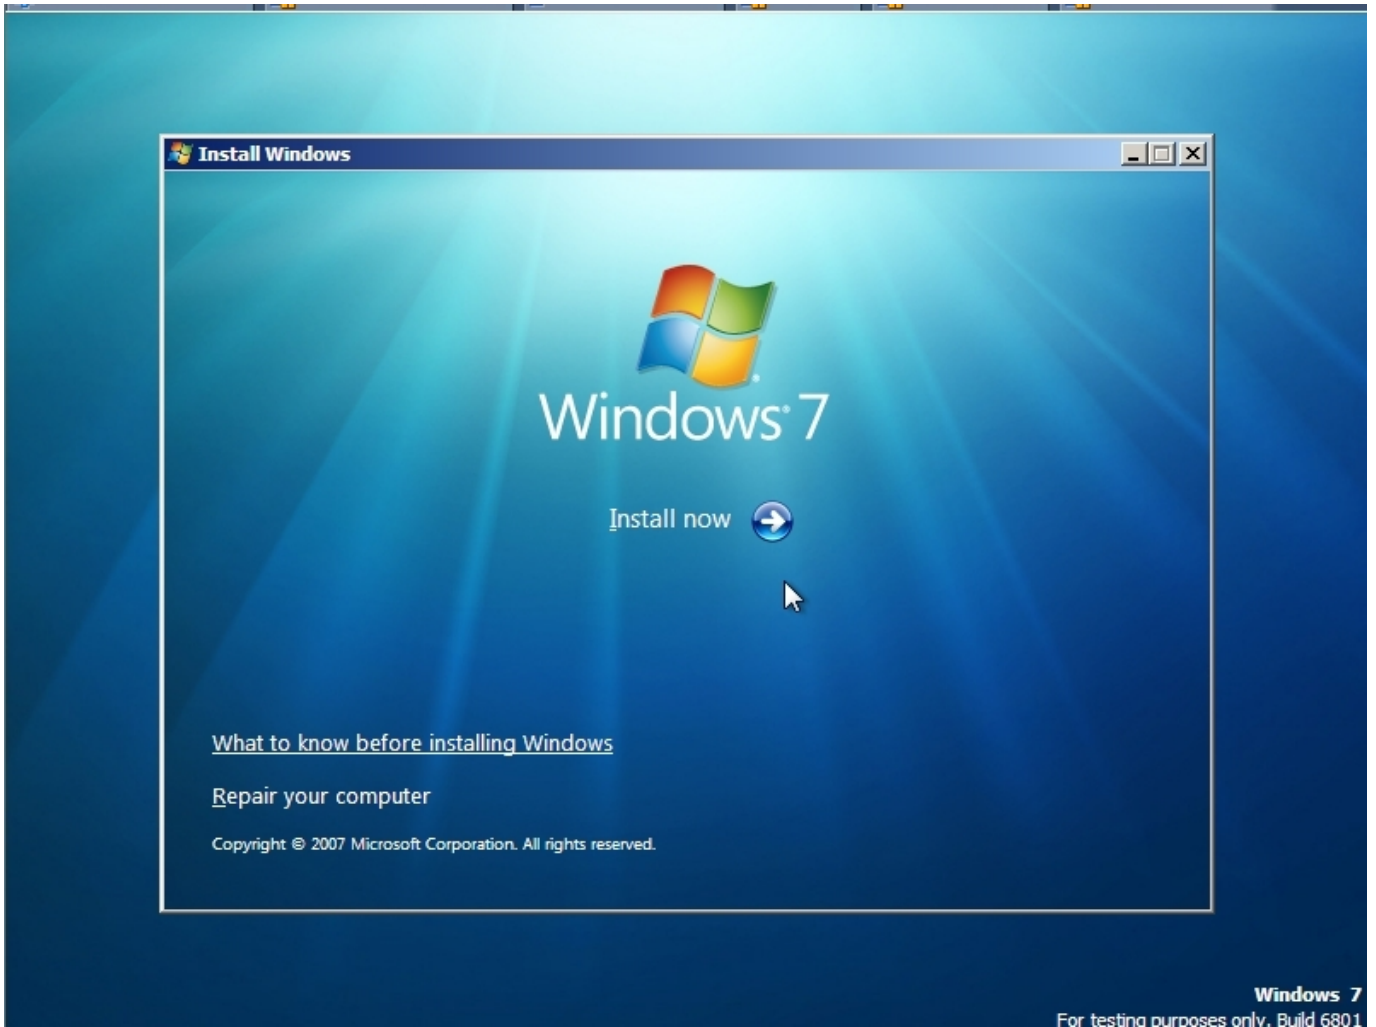 Install Windows
Windows® 7
Install now
What to know before installing Windows
Repair your computer
Copyright © 2007 Microsoft Corporation. All rights reserved.
Windows 7
For testing purposes only. Build 6801